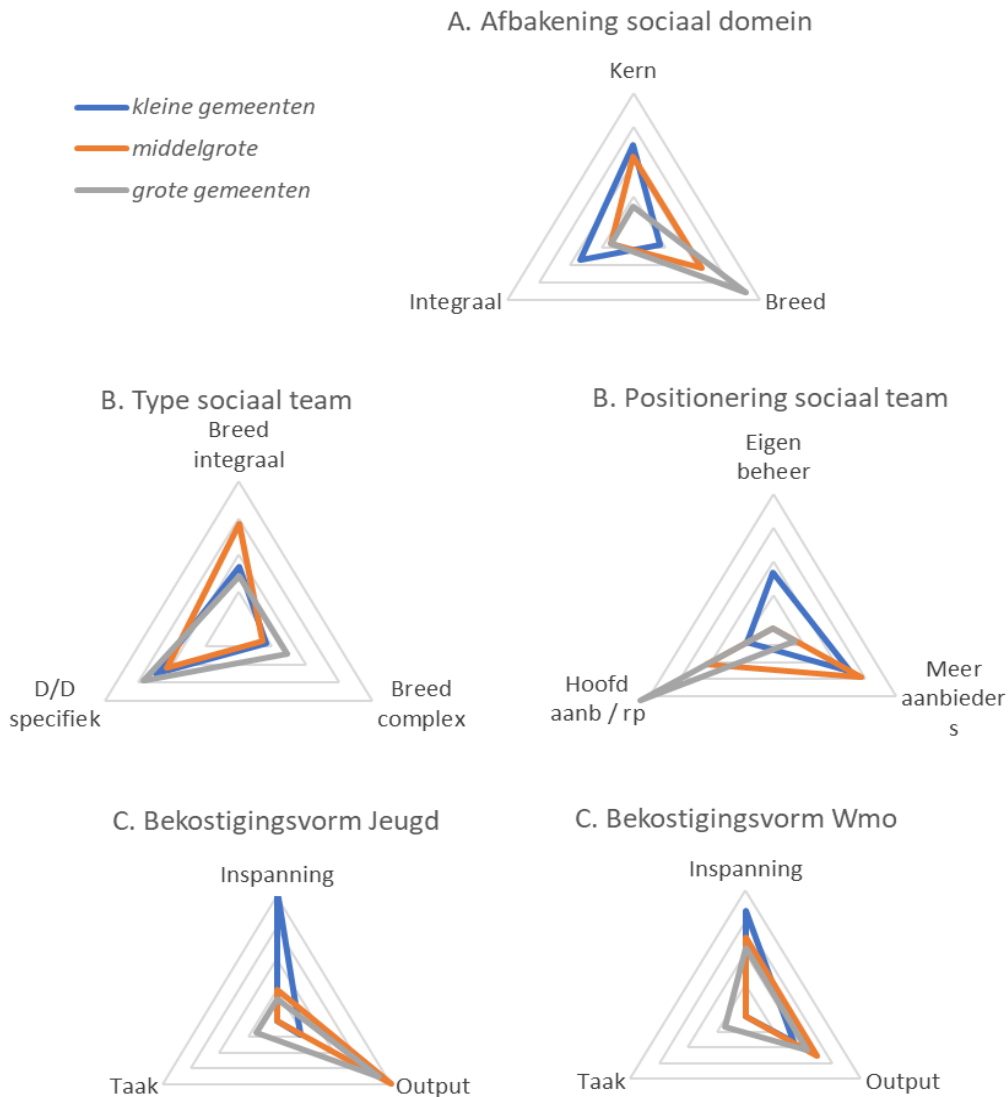 A. Afbakening sociaal domein
Kern
kleine gemeenten
middelgrote
grote gemeenten
Integraal
Breed
B. Type sociaal team
Breed
integraal
D/D
specifiek
Breed
complex
B. Positionering sociaal team
Eigen
beheer
Hoofd
aanb / rp
Meer
aanbieder
s
C. Bekostigingsvorm Jeugd
Inspanning
Taak
Output
C. Bekostigingsvorm Wmo
Inspanning
Taak
Output